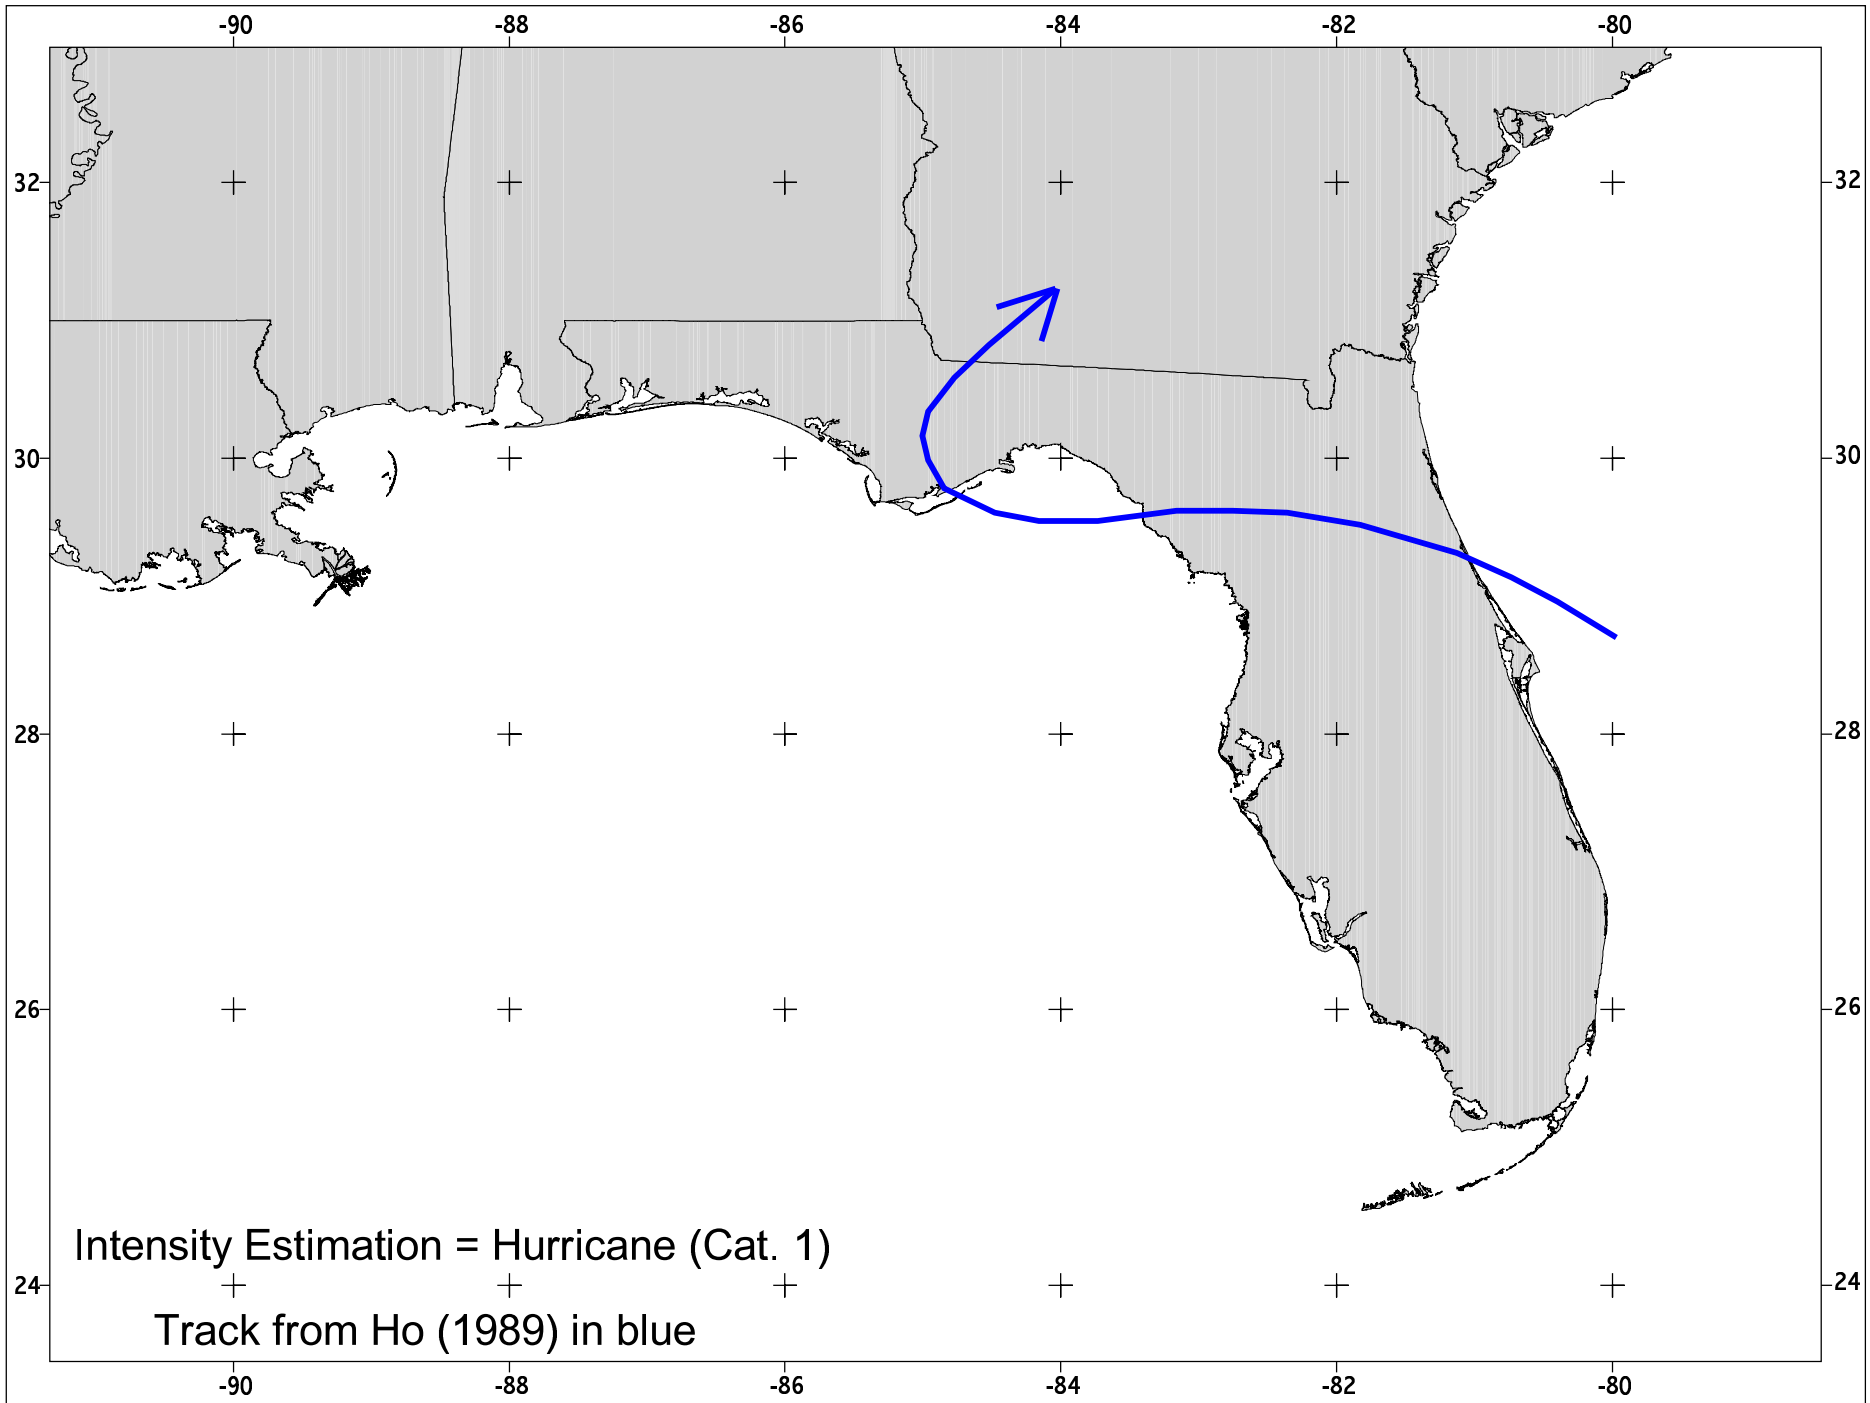 -90 -88 -86 -84 -82 -80
32 32
30 30
28 28
26 26
Intensity Estimation = Hurricane (Cat. 1)
24 24
Track from Ho (1989) in blue
-90 -88 -86 -84 -82 -80